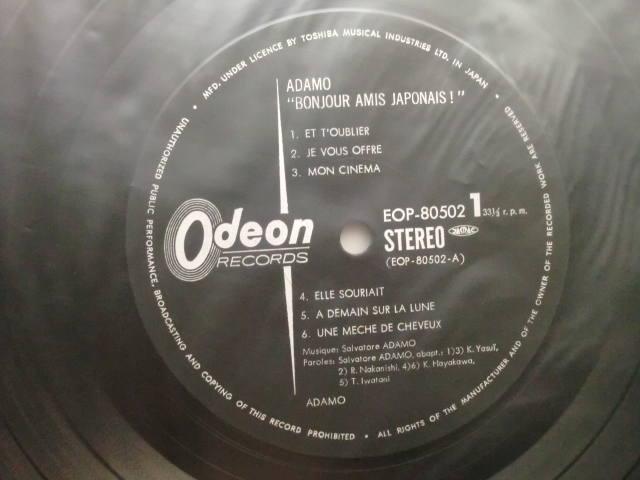 MFD. UNDER LICENCE BY TOSHIBA MUSICAL INDUSTRIES LTD. IN JAPAN
ADAMO
"BONJOUR AMIS JAPONAIS!"
1. ET T'OUBLIER
2. JE VOUS OFFRE
3. MON CINEMA
Odeon
RECORDS
EOP-80502 1 33⅓ r.p.m.
STEREO
(EOP-80502-A)
4. ELLE SOURIAIT
5. A DEMAIN SUR LA LUNE
6. UNE MECHE DE CHEVEUX
Musique: Salvatore ADAMO
Paroles: Salvatore ADAMO, abapt.: 1)3) K. Yasuï,
2) R. Nakanishi, 4)6) K. Hayakawa,
5) T. Iwatani
ADAMO
UNAUTHORIZED PUBLIC PERFORMANCE, BROADCASTING AND COPYING OF THIS RECORD PROHIBITED • ALL RIGHTS OF THE MANUFACTURER AND OF THE OWNER OF THE RECORDED WORK ARE RESERVED